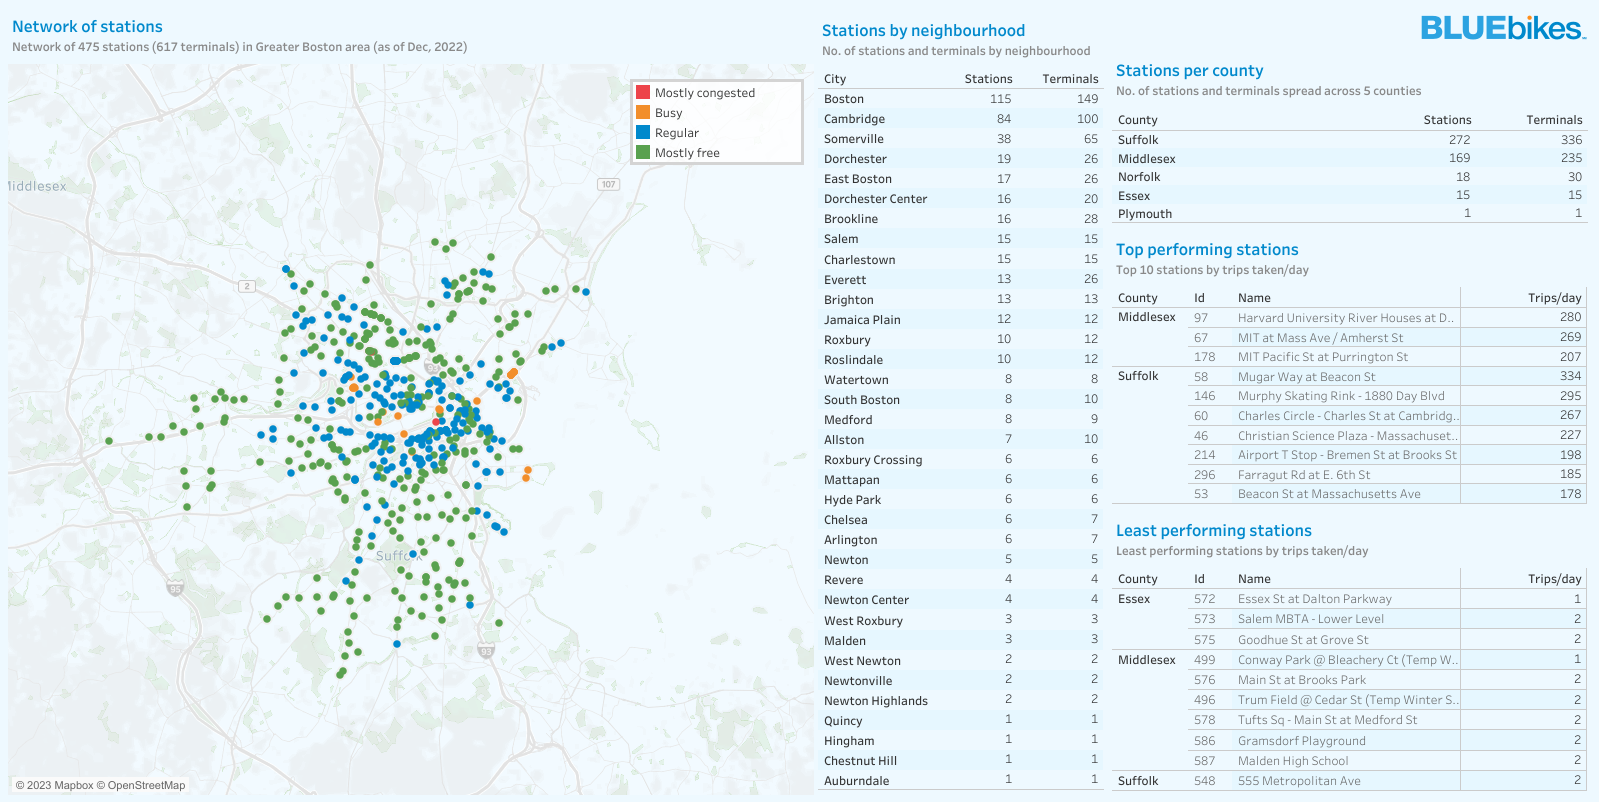 Network of stations
Network of 475 stations (617 terminals) in Greater Boston area (as of Dec, 2022)
Mostly congested
Busy
Regular
Mostly free
Middlesex
107
2
93
Suffolk
95
93
© 2023 Mapbox © OpenStreetMap
Stations by neighbourhood
No. of stations and terminals by neighbourhood
City Stations Terminals
Boston 115 149
Cambridge 84 100
Somerville 38 65
Dorchester 19 26
East Boston 17 26
Dorchester Center 16 20
Brookline 16 28
Salem 15 15
Charlestown 15 15
Everett 13 26
Brighton 13 13
Jamaica Plain 12 12
Roxbury 10 12
Roslindale 10 12
Watertown 8 8
South Boston 8 10
Medford 8 9
Allston 7 10
Roxbury Crossing 6 6
Mattapan 6 6
Hyde Park 6 6
Chelsea 6 7
Arlington 6 7
Newton 5 5
Revere 4 4
Newton Center 4 4
West Roxbury 3 3
Malden 3 3
West Newton 2 2
Newtonville 2 2
Newton Highlands 2 2
Quincy 1 1
Hingham 1 1
Chestnut Hill 1 1
Auburndale 1 1
BLUEbikes
Stations per county
No. of stations and terminals spread across 5 counties
County Stations Terminals
Suffolk 272 336
Middlesex 169 235
Norfolk 18 30
Essex 15 15
Plymouth 1 1
Top performing stations
Top 10 stations by trips taken/day
County Id Name Trips/day
Middlesex 97 Harvard University River Houses at D.. 280
67 MIT at Mass Ave / Amherst St 269
178 MIT Pacific St at Purrington St 207
Suffolk 58 Mugar Way at Beacon St 334
146 Murphy Skating Rink - 1880 Day Blvd 295
60 Charles Circle - Charles St at Cambridg.. 267
46 Christian Science Plaza - Massachuset.. 227
214 Airport T Stop - Bremen St at Brooks St 198
296 Farragut Rd at E. 6th St 185
53 Beacon St at Massachusetts Ave 178
Least performing stations
Least performing stations by trips taken/day
County Id Name Trips/day
Essex 572 Essex St at Dalton Parkway 1
573 Salem MBTA - Lower Level 2
575 Goodhue St at Grove St 2
Middlesex 499 Conway Park @ Bleachery Ct (Temp W.. 1
576 Main St at Brooks Park 2
496 Trum Field @ Cedar St (Temp Winter S.. 2
578 Tufts Sq - Main St at Medford St 2
586 Gramsdorf Playground 2
587 Malden High School 2
Suffolk 548 555 Metropolitan Ave 2